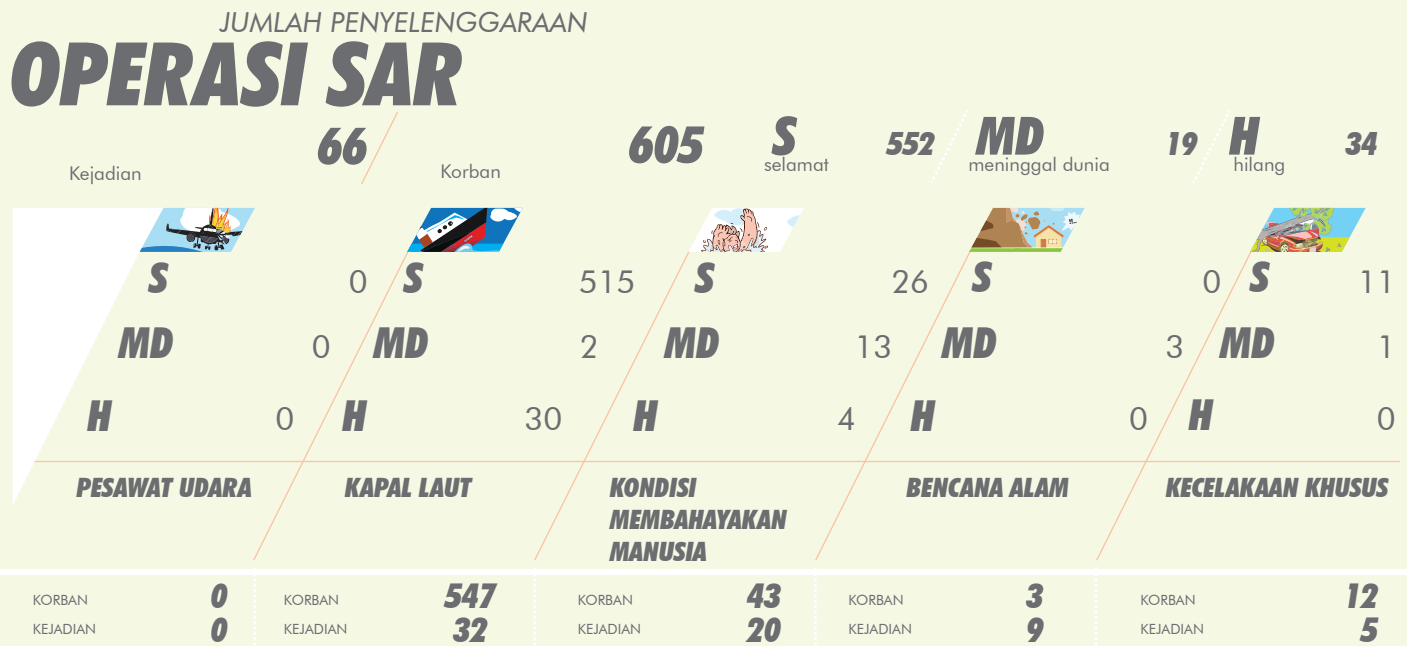 JUMLAH PENYELENGGARAAN
OPERASI SAR
Kejadian 66
Korban 605
S selamat 552
MD meninggal dunia 19
H hilang 34
S 0 S 515 S 26 S 0 S 11
MD 0 MD 2 MD 13 MD 3 MD 1
H 0 H 30 H 4 H 0 H 0
PESAWAT UDARA
KAPAL LAUT
KONDISI
MEMBAHAYAKAN
MANUSIA
BENCANA ALAM
KECELAKAAN KHUSUS
KORBAN 0 KORBAN 547 KORBAN 43 KORBAN 3 KORBAN 12
KEJADIAN 0 KEJADIAN 32 KEJADIAN 20 KEJADIAN 9 KEJADIAN 5